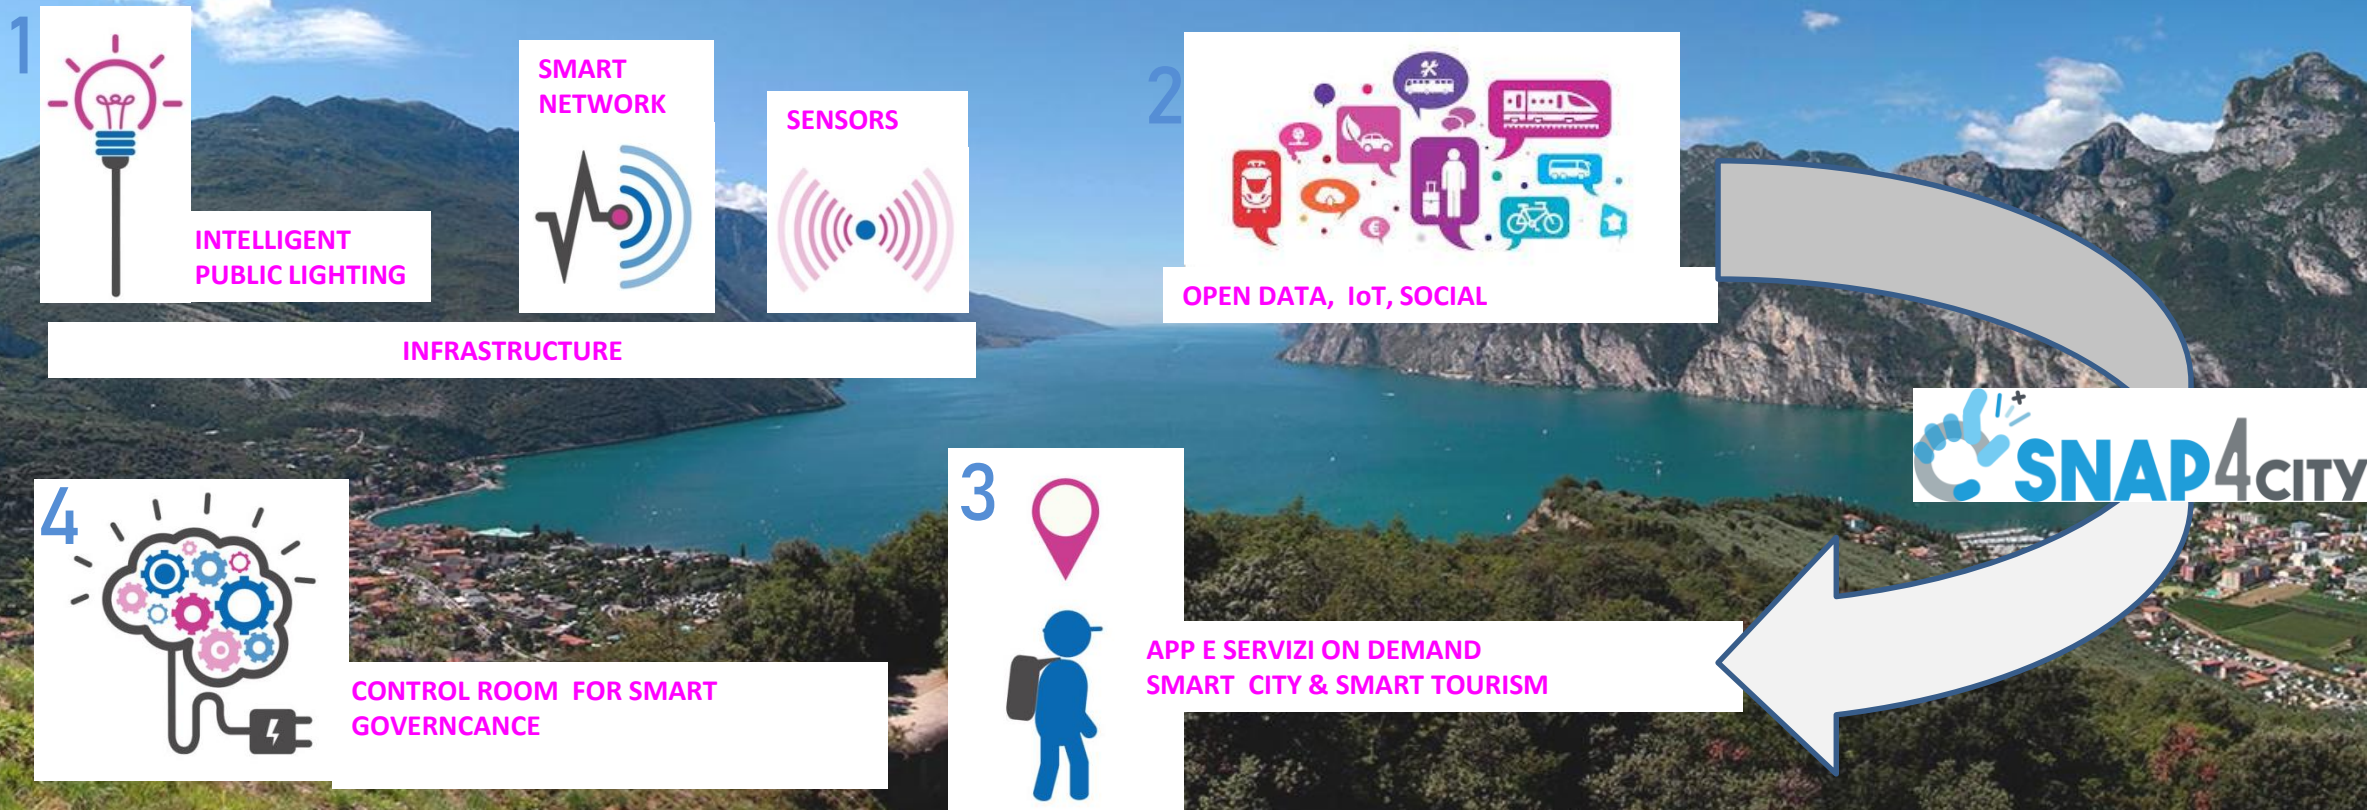 1
SMART
NETWORK
SENSORS
INTELLIGENT
PUBLIC LIGHTING
INFRASTRUCTURE
2
OPEN DATA, IoT, SOCIAL
SNAP4CITY
3
APP E SERVIZI ON DEMAND
SMART CITY & SMART TOURISM
4
CONTROL ROOM FOR SMART
GOVERNCANCE